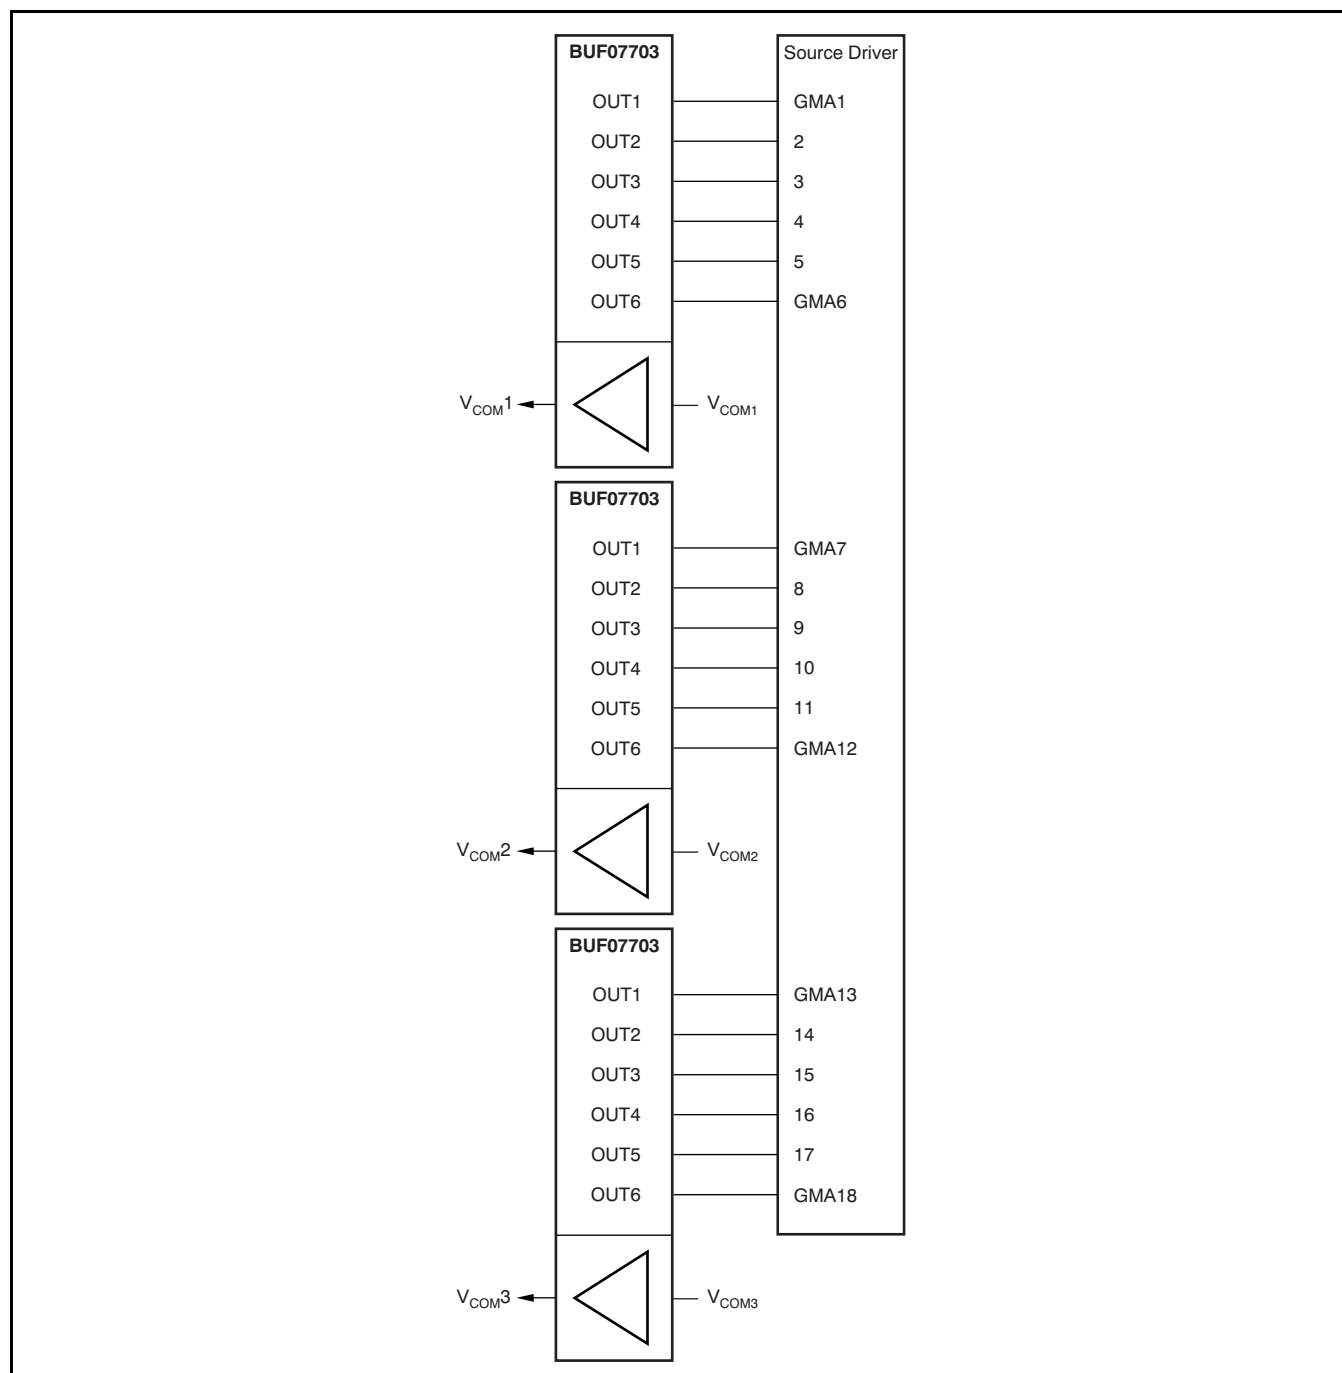 BUF07703 Source Driver
OUT1 GMA1
OUT2 2
OUT3 3
OUT4 4
OUT5 5
OUT6 GMA6
VCOM1 VCOM1
BUF07703
OUT1 GMA7
OUT2 8
OUT3 9
OUT4 10
OUT5 11
OUT6 GMA12
VCOM2 VCOM2
BUF07703
OUT1 GMA13
OUT2 14
OUT3 15
OUT4 16
OUT5 17
OUT6 GMA18
VCOM3 VCOM3